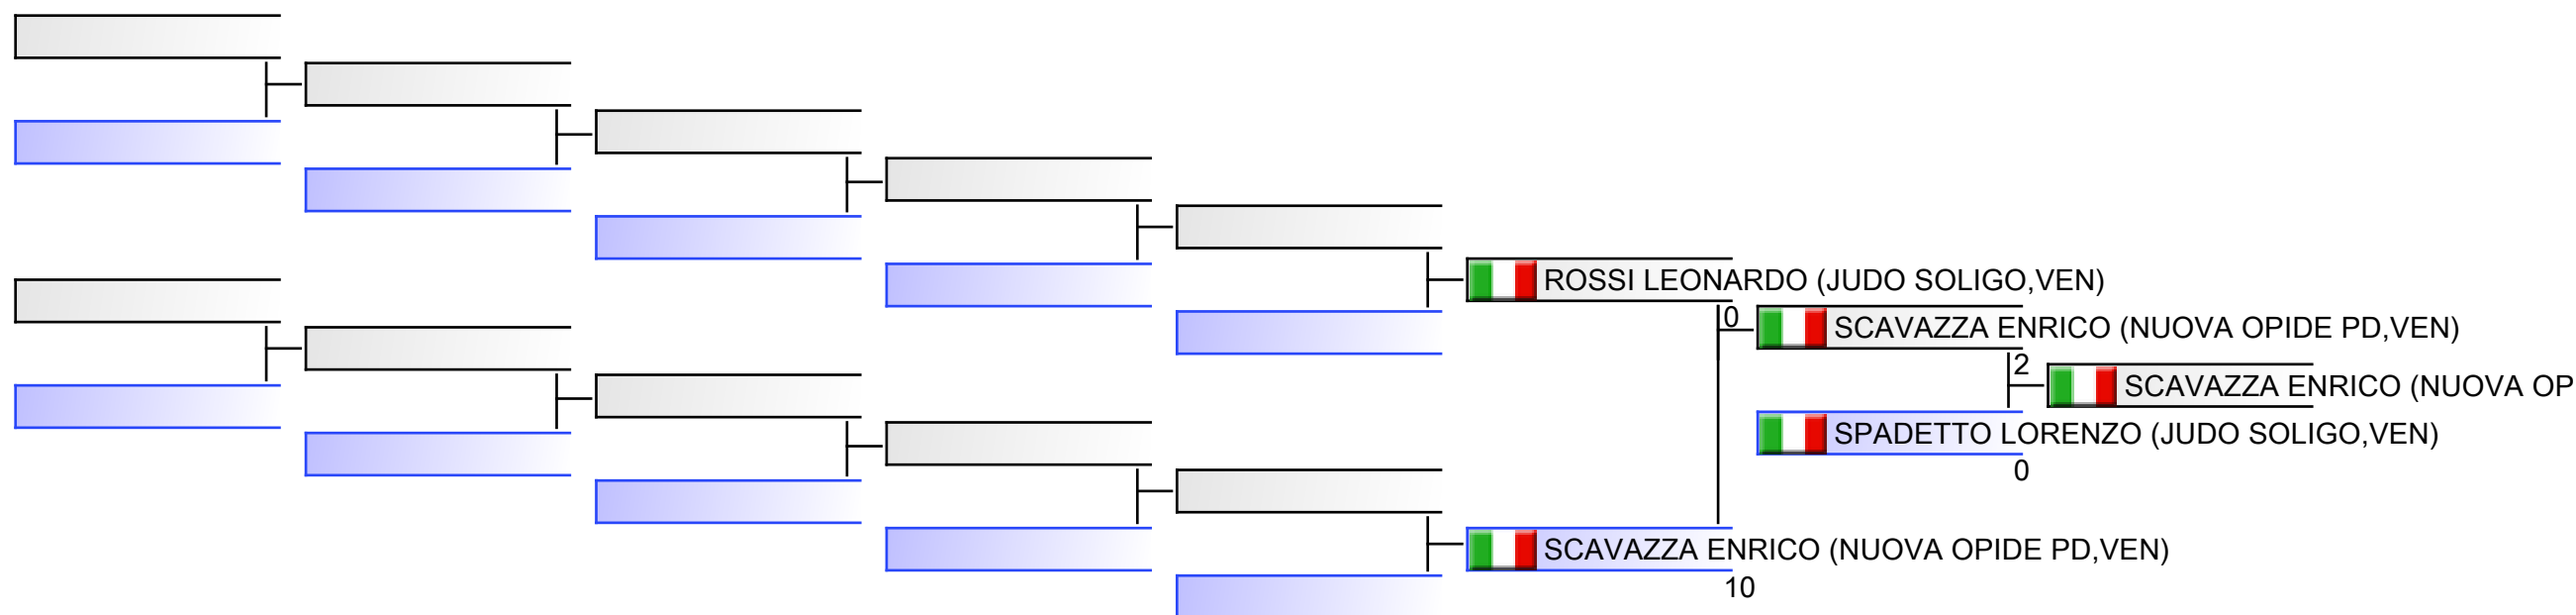 ROSSI LEONARDO (JUDO SOLIGO,VEN)
0
SCAVAZZA ENRICO (NUOVA OPIDE PD,VEN)
2
SCAVAZZA ENRICO (NUOVA OP
SPADETTO LORENZO (JUDO SOLIGO,VEN)
0
SCAVAZZA ENRICO (NUOVA OPIDE PD,VEN)
10